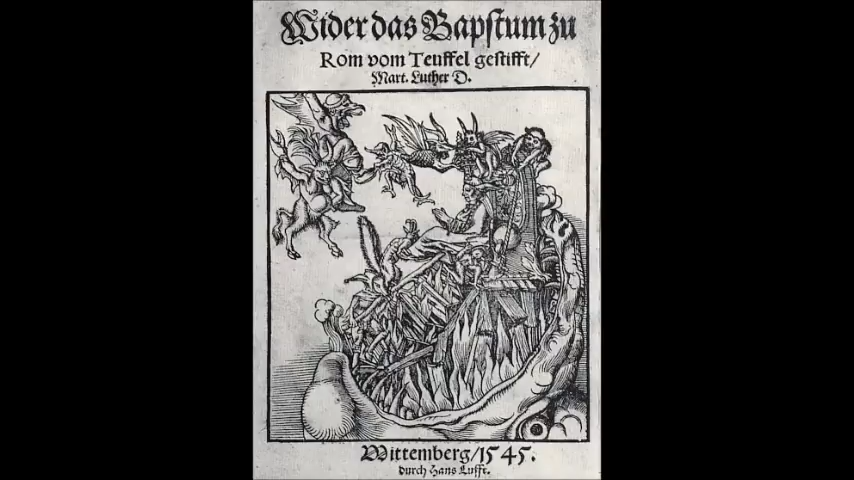 Wider das Bapstum zu
Rom vom Teuffel gestifft/
Mart. Luther D.
Wittemberg/1545.
durch Hans Lufft.